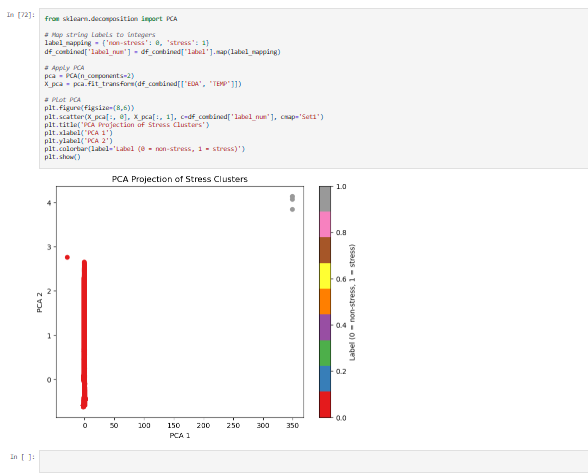 In [72]:
from sklearn.decomposition import PCA
# Map string labels to integers
label_mapping = {'non-stress': 0, 'stress': 1}
df_combined['label_num'] = df_combined['label'].map(label_mapping)
# Apply PCA
pca = PCA(n_components=2)
X_pca = pca.fit_transform(df_combined[['EDA', 'TEMP']])
# Plot PCA
plt.figure(figsize=(8,6))
plt.scatter(X_pca[:, 0], X_pca[:, 1], c=df_combined['label_num'], cmap='Set1')
plt.title('PCA Projection of Stress Clusters')
plt.xlabel('PCA 1')
plt.ylabel('PCA 2')
plt.colorbar(label='Label (0 = non-stress, 1 = stress)')
plt.show()
PCA Projection of Stress Clusters
PCA 2
4
3
2
1
0
0 50 100 150 200 250 300 350
PCA 1
1.0
0.8
0.6
0.4
0.2
0.0
Label (0 = non-stress, 1 = stress)
In [ ]: